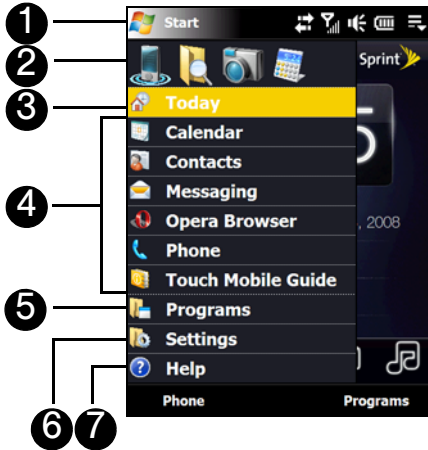 1 Start
2 Sprint
3 Today
Calendar
Contacts
4 Messaging
Opera Browser
, 2008
Phone
Touch Mobile Guide
5 Programs
Settings
Help
Phone Programs
6 7